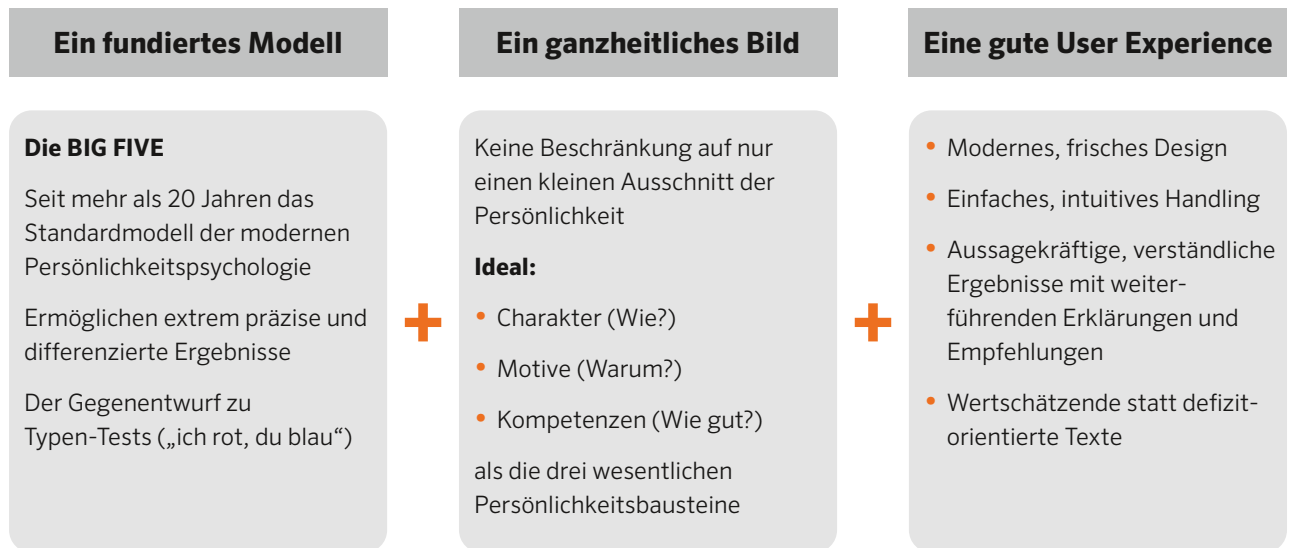 Ein fundiertes Modell
Die BIG FIVE
Seit mehr als 20 Jahren das
Standardmodell der modernen
Persönlichkeitspsychologie
Ermöglichen extrem präzise und
differenzierte Ergebnisse
Der Gegenentwurf zu
Typen-Tests („ich rot, du blau“)
+
Ein ganzheitliches Bild
Keine Beschränkung auf nur
einen kleinen Ausschnitt der
Persönlichkeit
Ideal:
• Charakter (Wie?)
• Motive (Warum?)
• Kompetenzen (Wie gut?)
als die drei wesentlichen
Persönlichkeitsbausteine
+
Eine gute User Experience
• Modernes, frisches Design
• Einfaches, intuitives Handling
• Aussagekräftige, verständliche
Ergebnisse mit weiter-
führenden Erklärungen und
Empfehlungen
• Wertschätzende statt defizit-
orientierte Texte